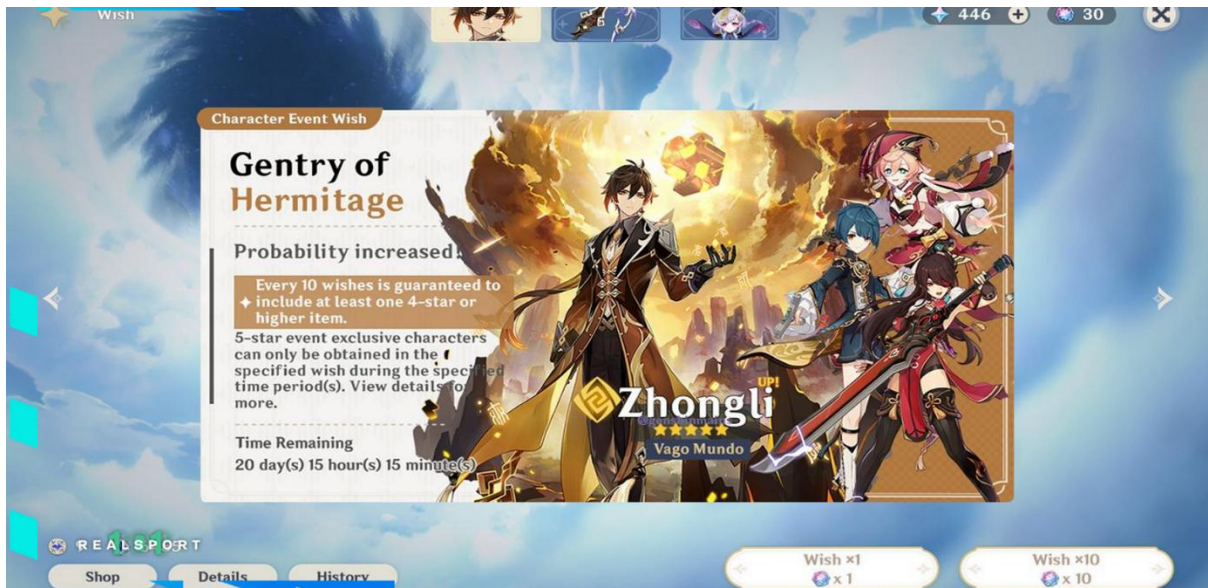 Wish
446
30
Character Event Wish
Gentry of
Hermitage
Probability increased!
Every 10 wishes is guaranteed to
include at least one 4-star or
higher item.
5-star event exclusive characters
can only be obtained in the
specified wish during the specified
time period(s). View details for
more.
Time Remaining
20 day(s) 15 hour(s) 15 minute(s)
UP!
Zhongli
Vago Mundo
REALSPORT
Shop
Details
History
Wish ×1
x 1
Wish ×10
x 10